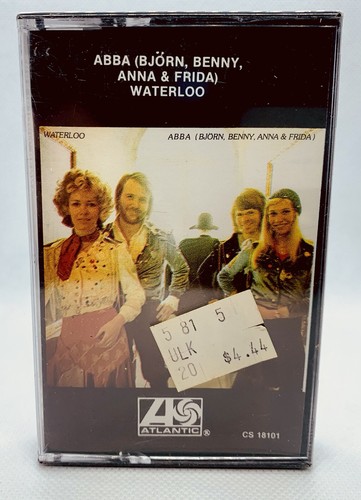 ABBA (BJÖRN, BENNY,
ANNA & FRIDA)
WATERLOO
WATERLOO
ABBA (BJÖRN, BENNY, ANNA & FRIDA)
5 81 5
ULK
20 $4.44
ATLANTIC®
CS 18101